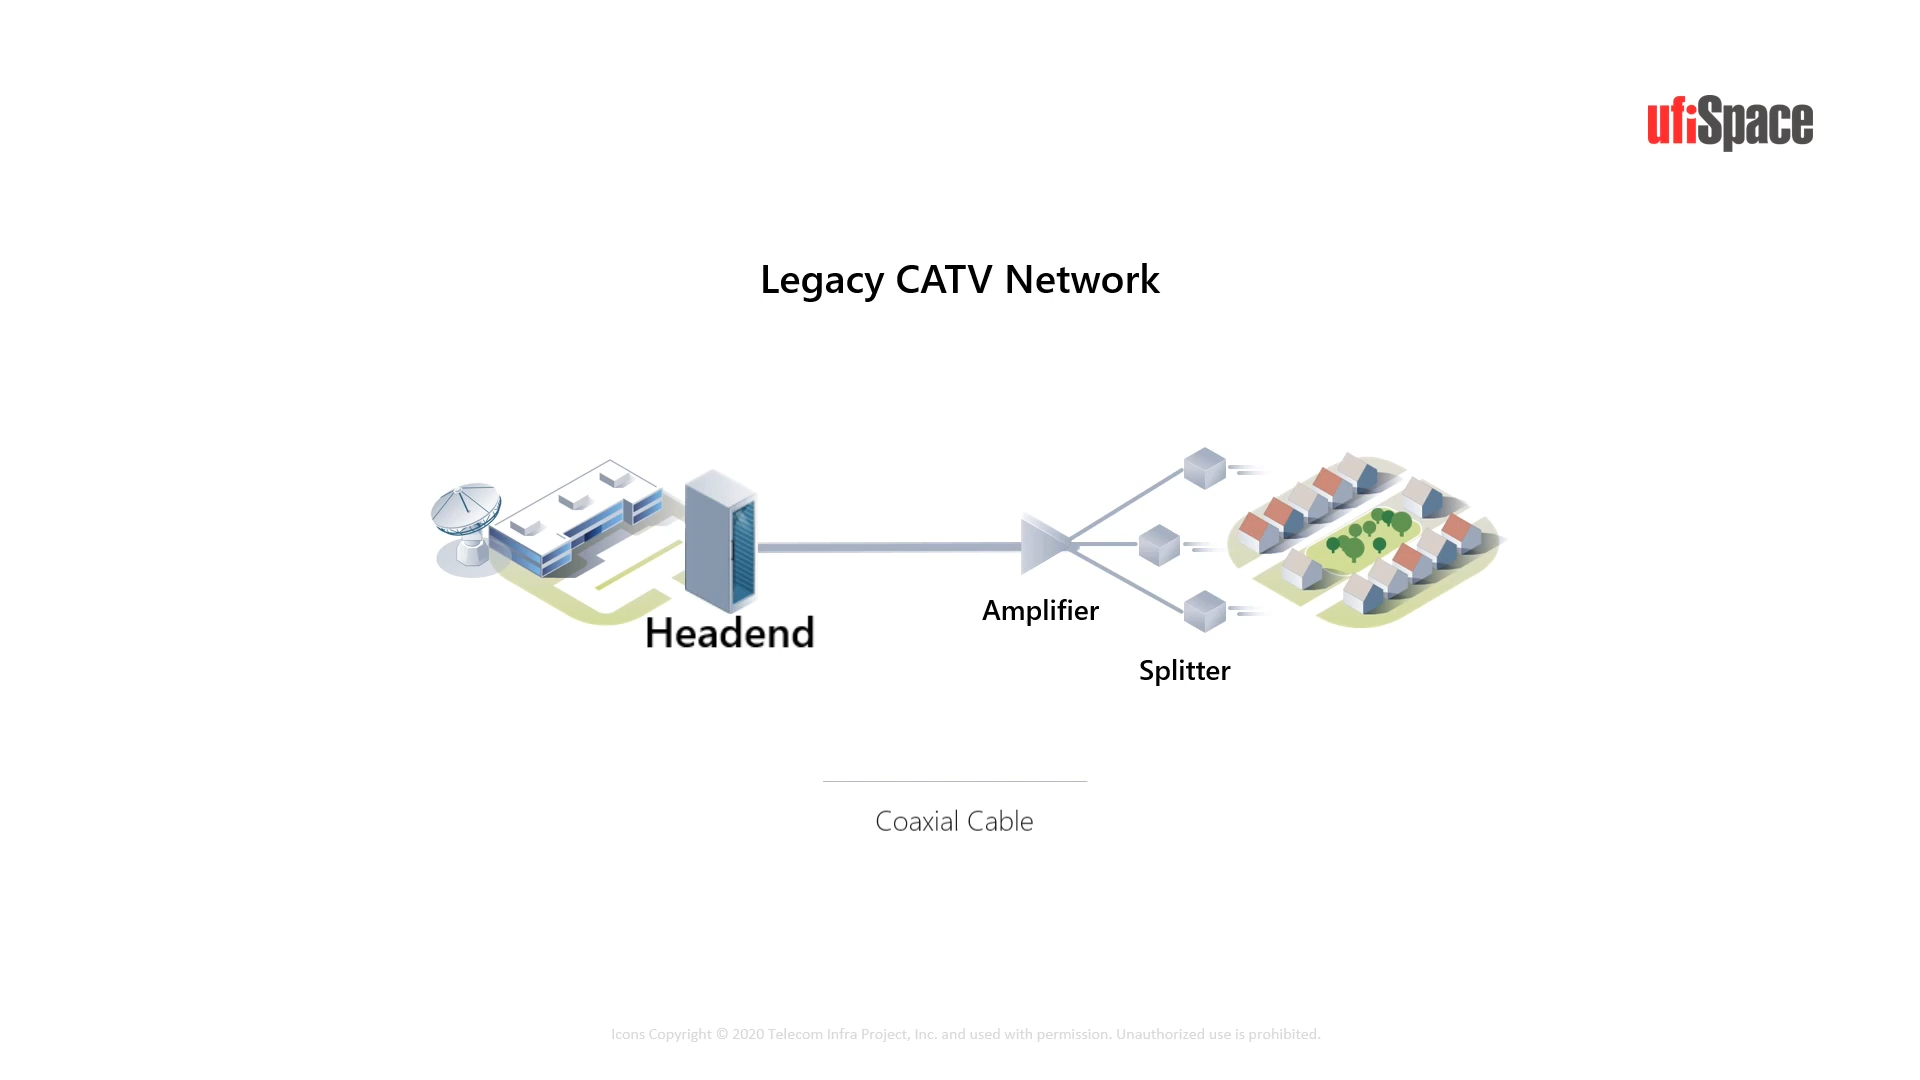 ufiSpace
Legacy CATV Network
Headend
Amplifier
Splitter
Coaxial Cable
Icons Copyright © 2020 Telecom Infra Project, Inc. and used with permission. Unauthorized use is prohibited.